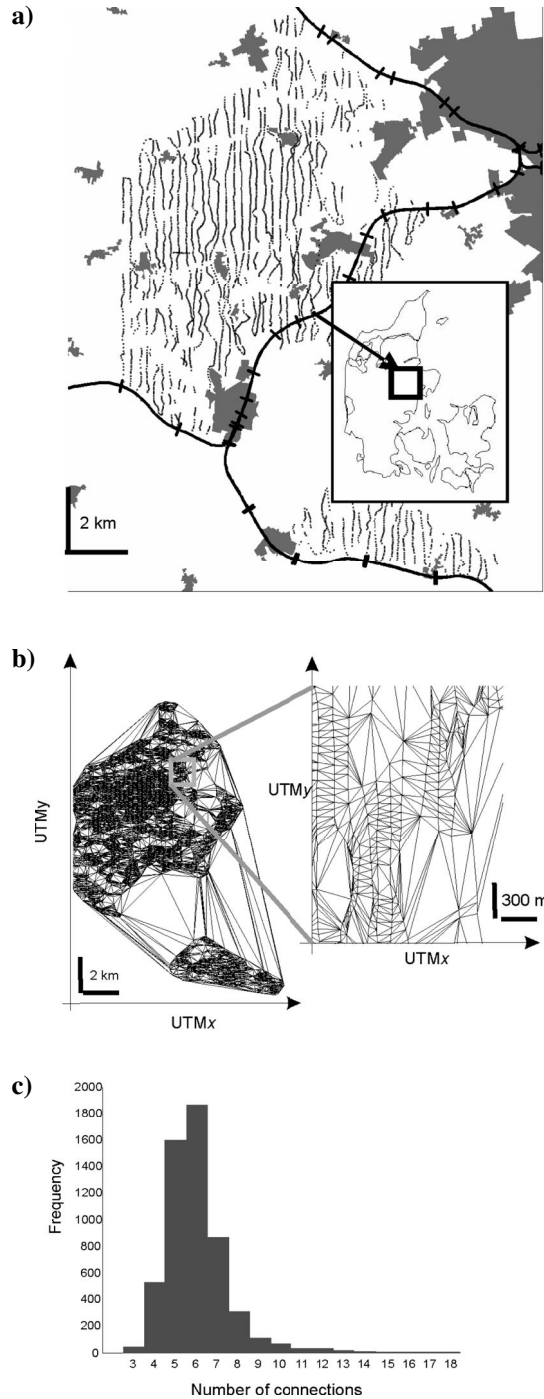 a)
2 km
b)
UTMy
2 km
UTMx
UTMy
300 m
UTMx
c)
Frequency
2000
1800
1600
1400
1200
1000
800
600
400
200
0
3 4 5 6 7 8 9 10 11 12 13 14 15 16 17 18
Number of connections